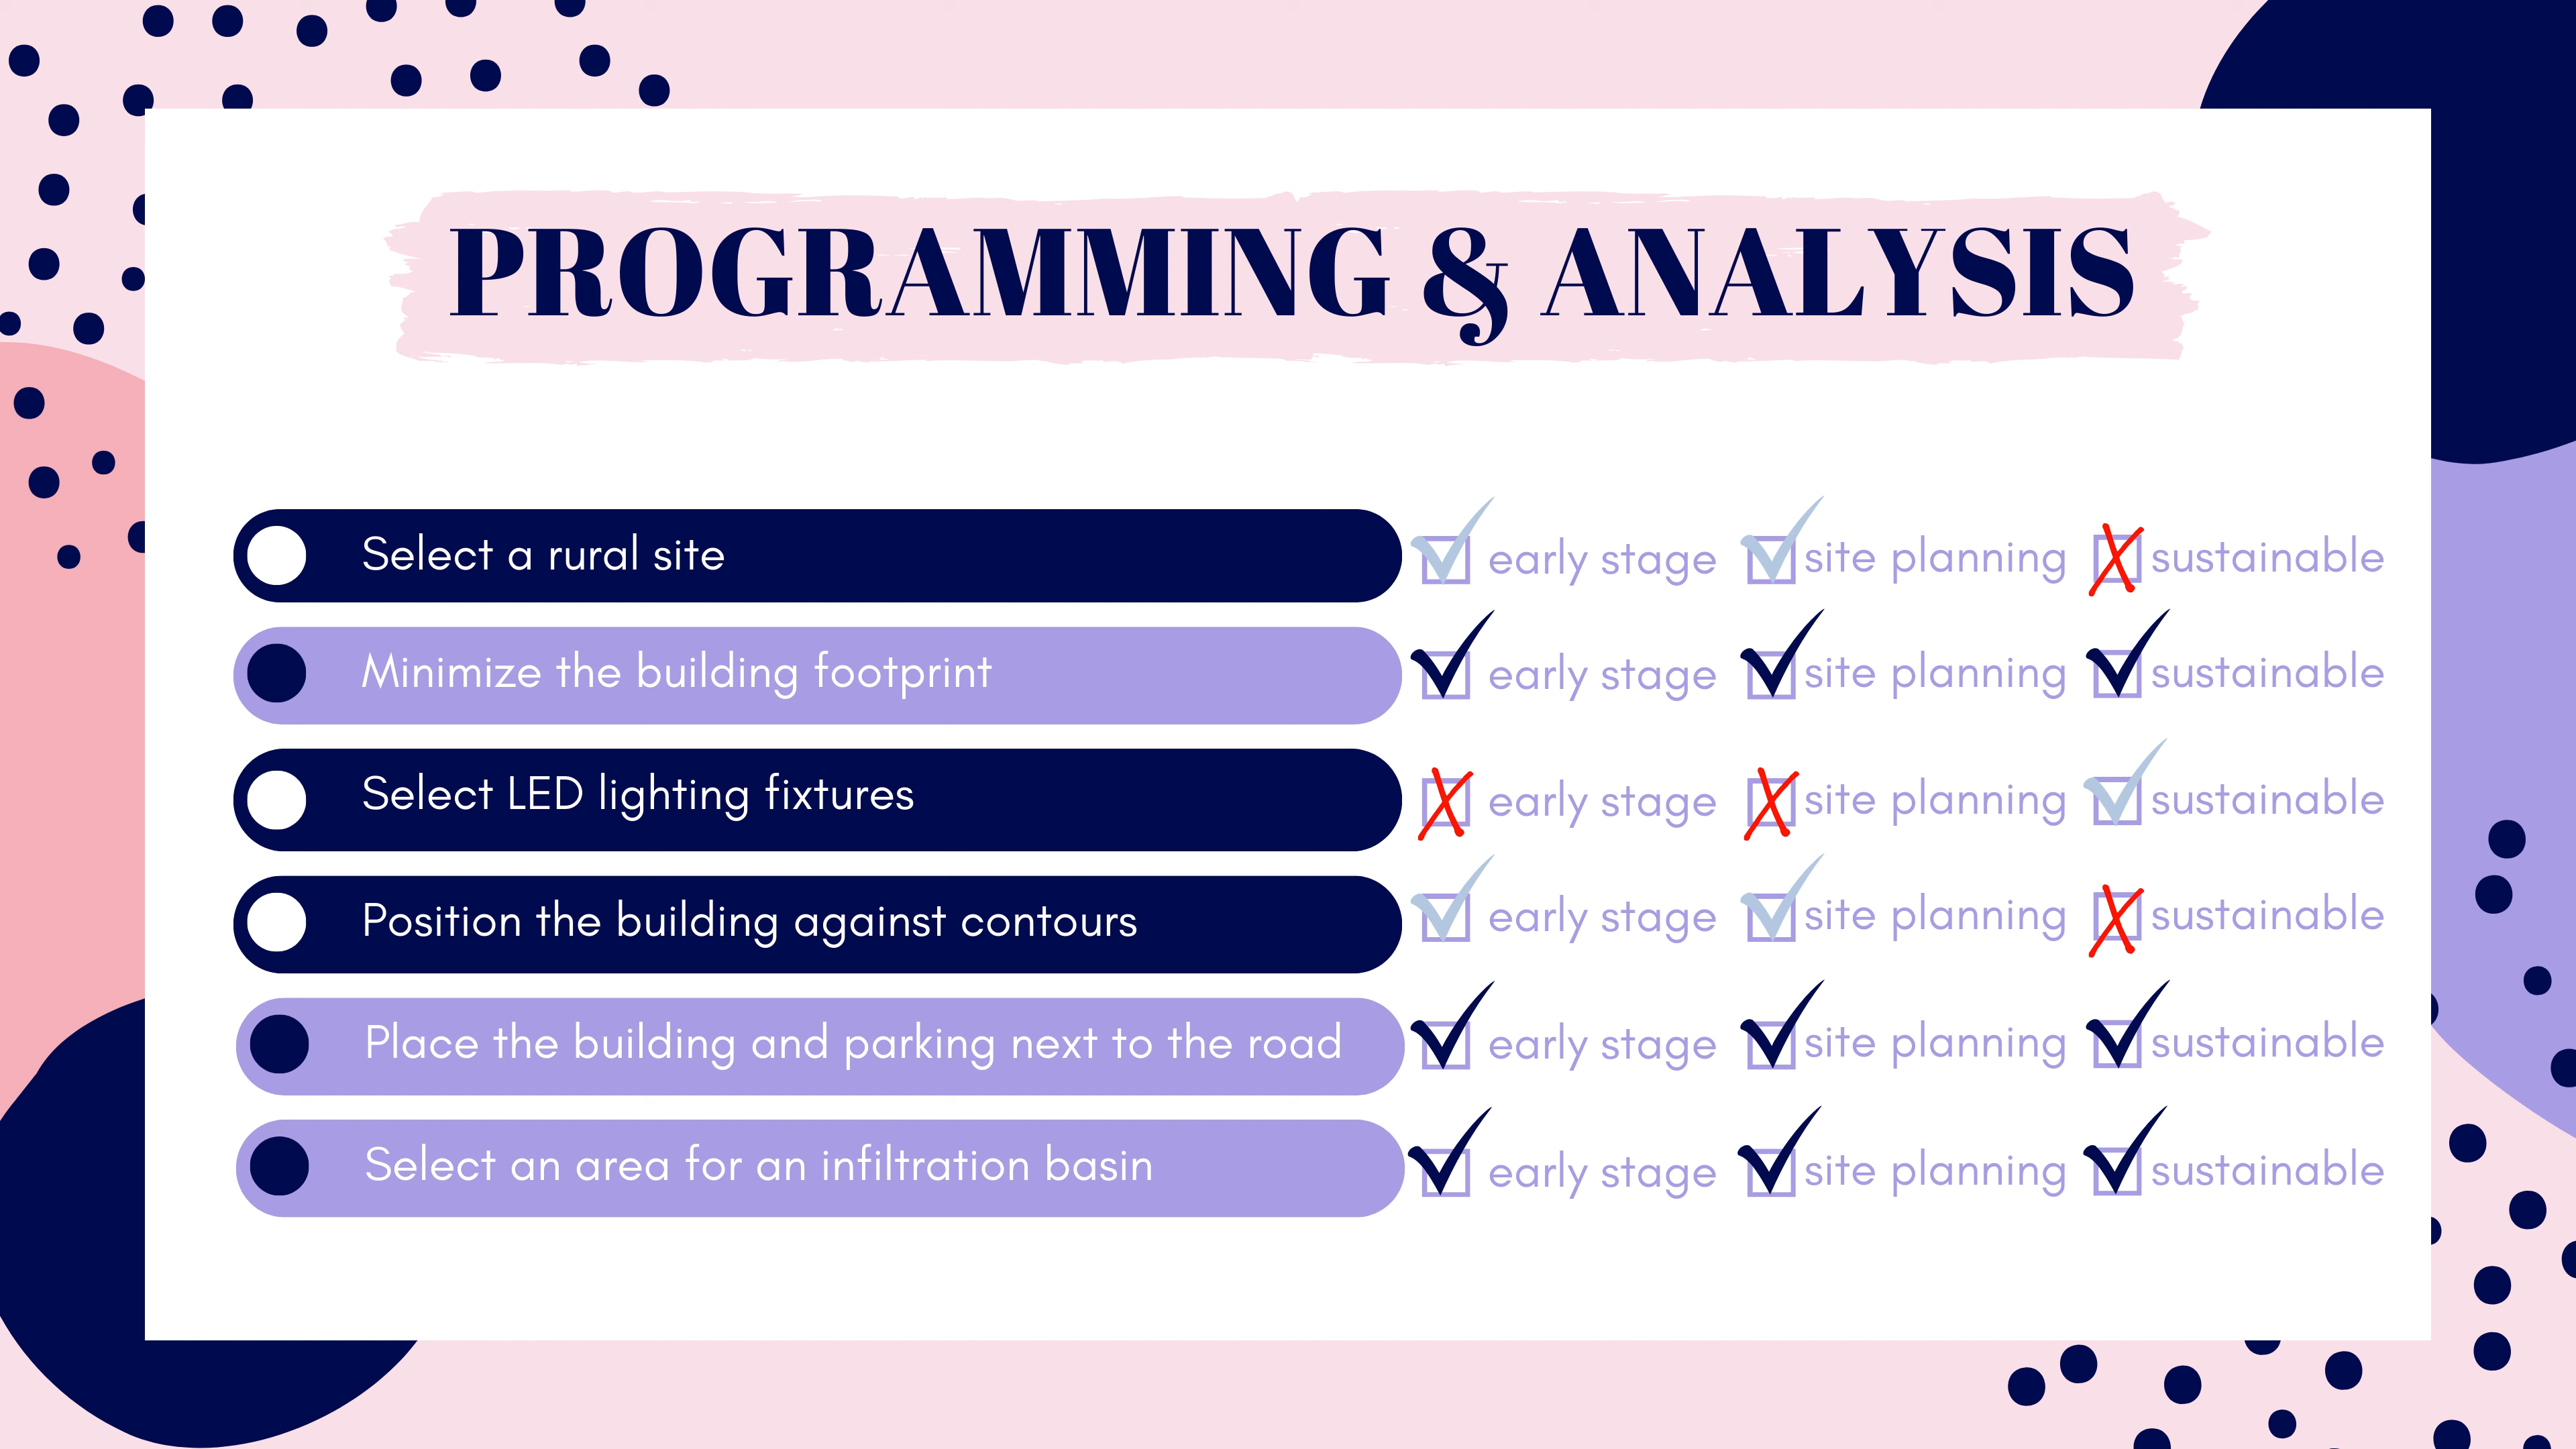 PROGRAMMING & ANALYSIS
Select a rural site early stage site planning sustainable
Minimize the building footprint early stage site planning sustainable
Select LED lighting fixtures early stage site planning sustainable
Position the building against contours early stage site planning sustainable
Place the building and parking next to the road early stage site planning sustainable
Select an area for an infiltration basin early stage site planning sustainable